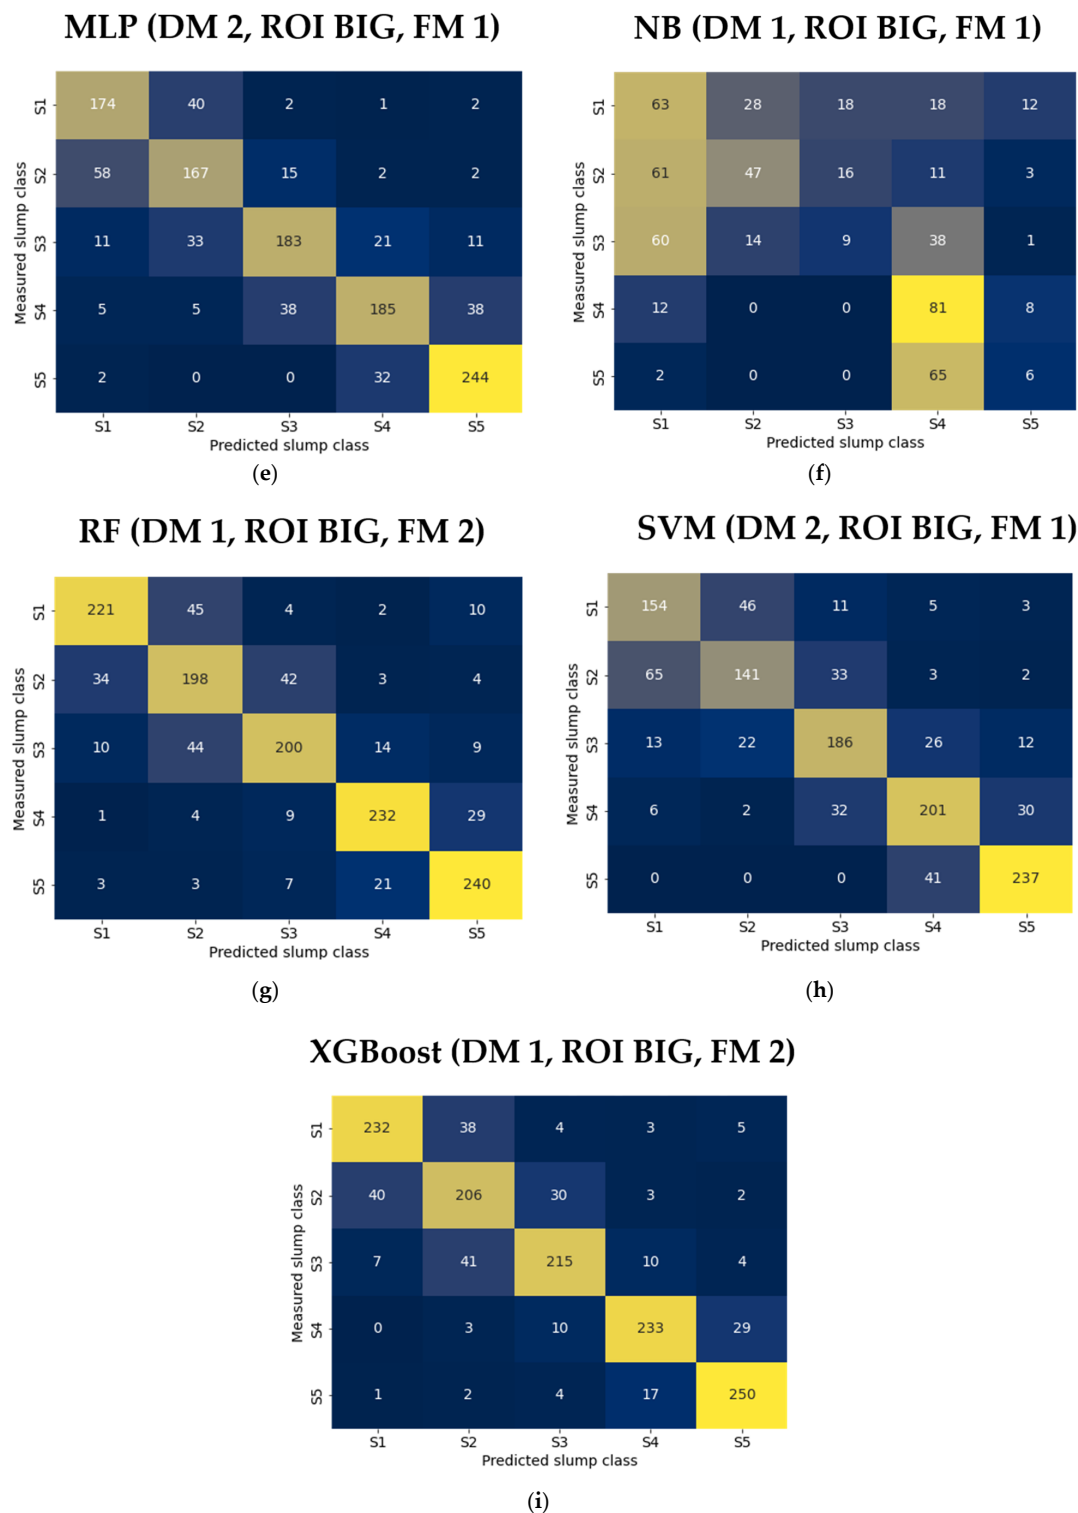 MLP (DM 2, ROI BIG, FM 1)
NB (DM 1, ROI BIG, FM 1)
Measured slump class
S1 174 40 2 1 2
S2 58 167 15 2 2
S3 11 33 183 21 11
S4 5 5 38 185 38
S5 2 0 0 32 244
S1 S2 S3 S4 S5
Predicted slump class
(e)
Measured slump class
S1 63 28 18 18 12
S2 61 47 16 11 3
S3 60 14 9 38 1
S4 12 0 0 81 8
S5 2 0 0 65 6
S1 S2 S3 S4 S5
Predicted slump class
(f)
RF (DM 1, ROI BIG, FM 2)
SVM (DM 2, ROI BIG, FM 1)
Measured slump class
S1 221 45 4 2 10
S2 34 198 42 3 4
S3 10 44 200 14 9
S4 1 4 9 232 29
S5 3 3 7 21 240
S1 S2 S3 S4 S5
Predicted slump class
(g)
Measured slump class
S1 154 46 11 5 3
S2 65 141 33 3 2
S3 13 22 186 26 12
S4 6 2 32 201 30
S5 0 0 0 41 237
S1 S2 S3 S4 S5
Predicted slump class
(h)
XGBoost (DM 1, ROI BIG, FM 2)
Measured slump class
S1 232 38 4 3 5
S2 40 206 30 3 2
S3 7 41 215 10 4
S4 0 3 10 233 29
S5 1 2 4 17 250
S1 S2 S3 S4 S5
Predicted slump class
(i)